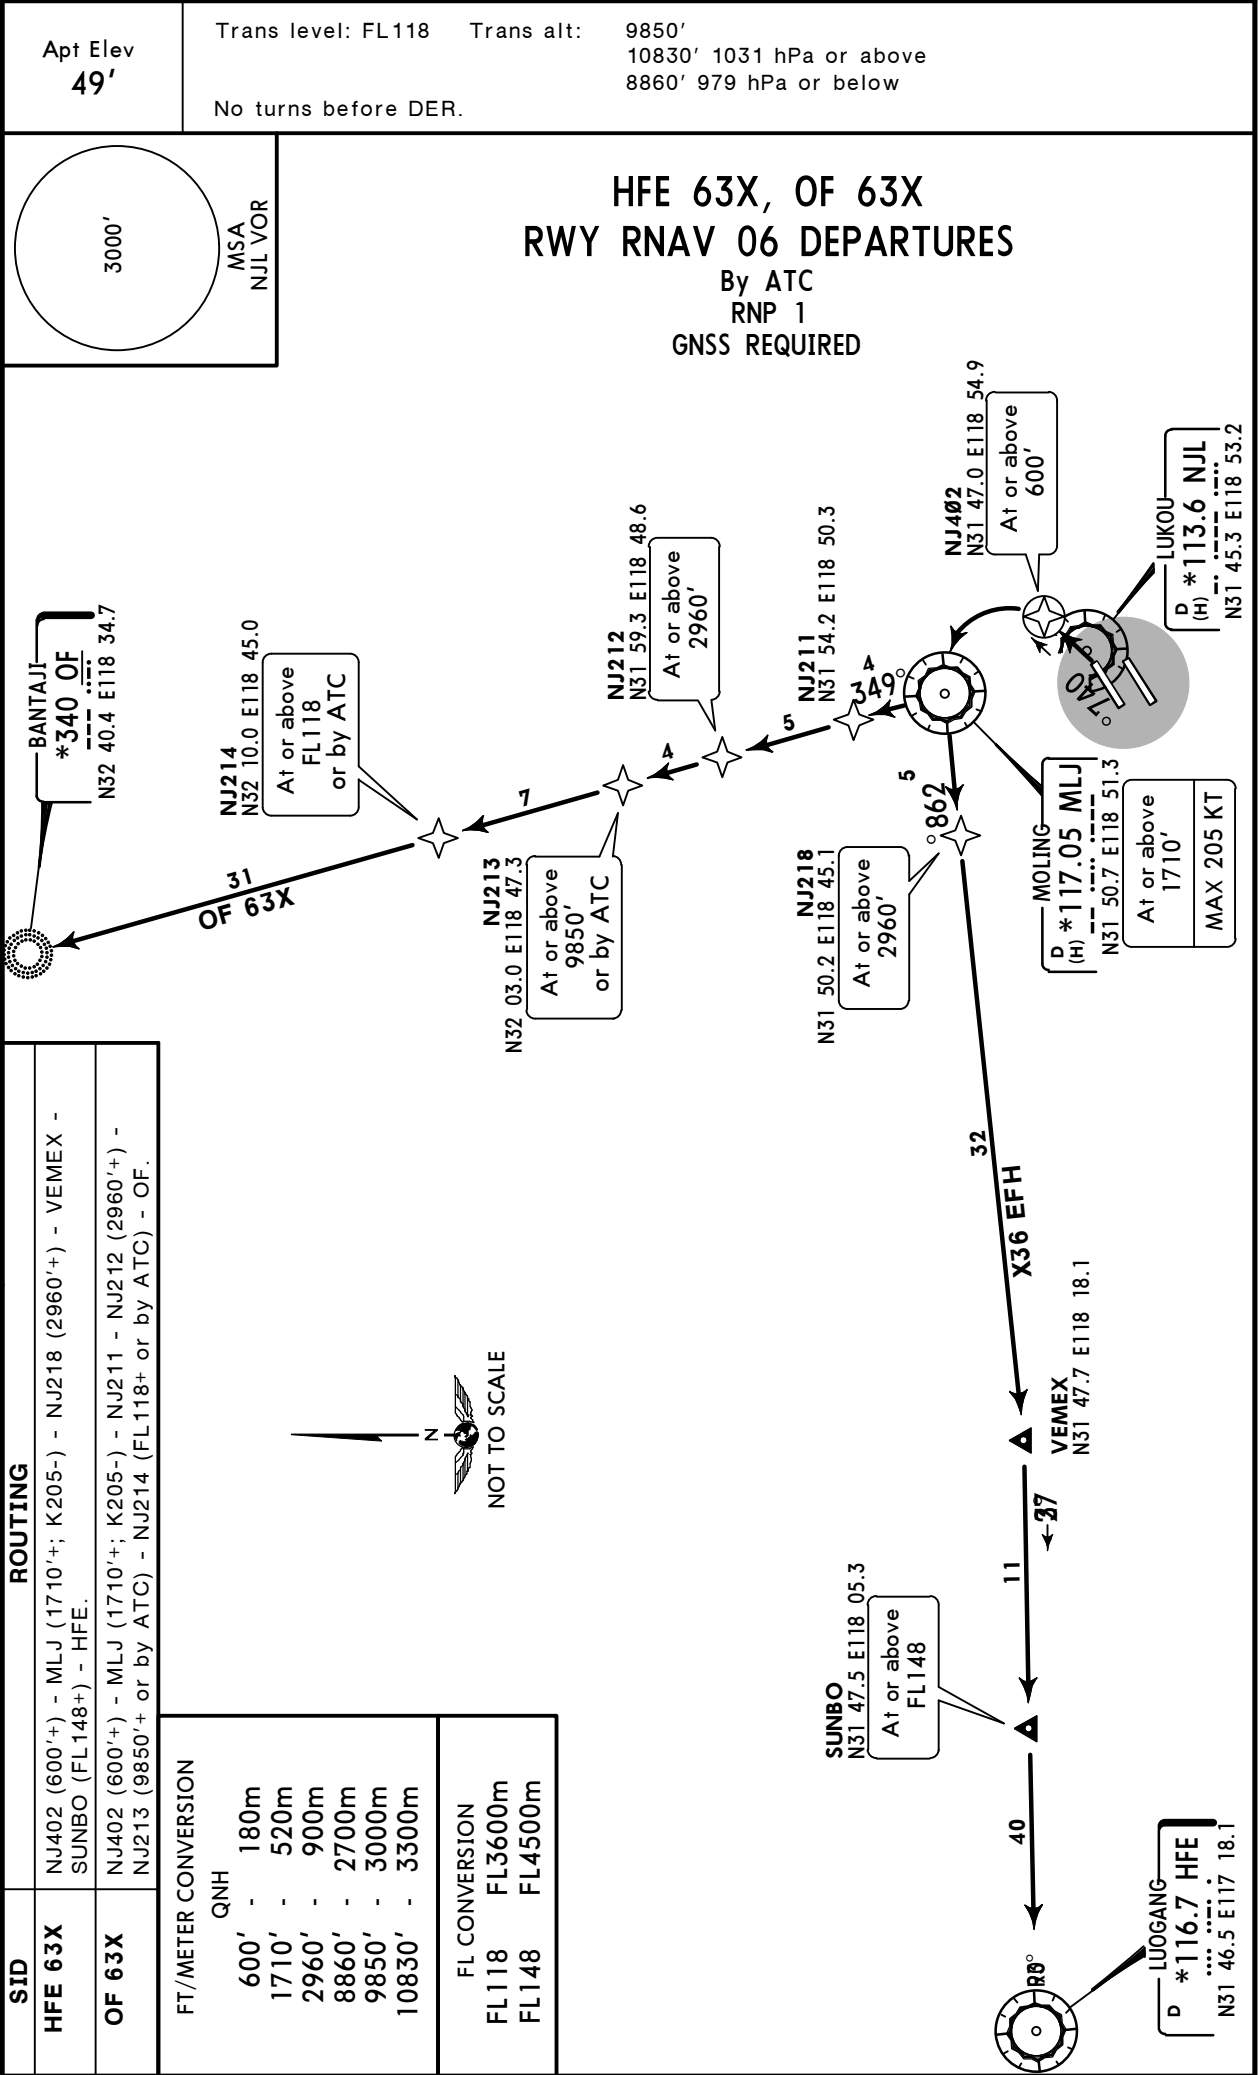 Apt Elev
49'
Trans level: FL118 Trans alt: 9850'
10830' 1031 hPa or above
8860' 979 hPa or below
No turns before DER.
3000'
MSA
NJL VOR
HFE 63X, OF 63X
RWY RNAV 06 DEPARTURES
By ATC
RNP 1
GNSS REQUIRED
BANTAJI
*340 OF
N32 40.4 E118 34.7
NJ214
N32 10.0 E118 45.0
At or above
FL118
or by ATC
31
OF 63X
7
NJ213
N32 03.0 E118 47.3
At or above
9850'
or by ATC
4
NJ212
N31 59.3 E118 48.6
At or above
2960'
5
NJ211
N31 54.2 E118 50.3
4
349°
NJ4Ø2
N31 47.0 E118 54.9
At or above
600'
LUKOU
D
(H) *113.6 NJL
N31 45.3 E118 53.2
MOLING
D
(H) *117.05 MLJ
N31 50.7 E118 51.3
At or above
1710'
MAX 205 KT
5
°862
NJ218
N31 50.2 E118 45.1
At or above
2960'
32
X36 EFH
VEMEX
N31 47.7 E118 18.1
11
SUNBO
N31 47.5 E118 05.3
At or above
FL148
40
LUOGANG
D *116.7 HFE
N31 46.5 E117 18.1
N
NOT TO SCALE
SID ROUTING
HFE 63X NJ402 (600'+) - MLJ (1710'+; K205-) - NJ218 (2960'+) - VEMEX -
SUNBO (FL148+) - HFE.
OF 63X NJ402 (600'+) - MLJ (1710'+; K205-) - NJ211 - NJ212 (2960'+) -
NJ213 (9850'+ or by ATC) - NJ214 (FL118+ or by ATC) - OF.
FT/METER CONVERSION
QNH
600' - 180m
1710' - 520m
2960' - 900m
8860' - 2700m
9850' - 3000m
10830' - 3300m
FL CONVERSION
FL118 FL3600m
FL148 FL4500m